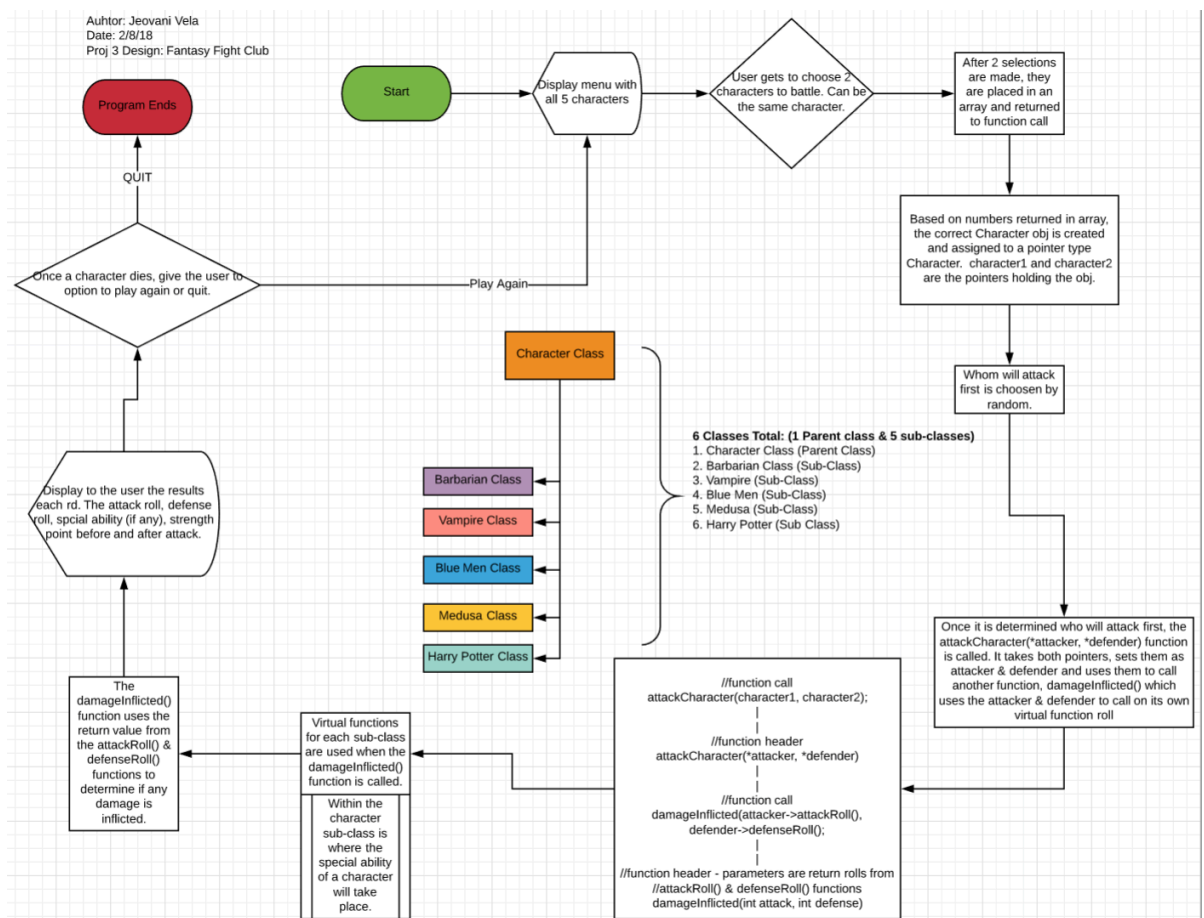 Auhtor: Jeovani Vela
Date: 2/8/18
Proj 3 Design: Fantasy Fight Club
Program Ends
Start
Display menu with
all 5 characters
User gets to choose 2
characters to battle. Can be
the same character.
After 2 selections
are made, they
are placed in an
array and returned
to function call
QUIT
Based on numbers returned in array,
the correct Character obj is created
and assigned to a pointer type
Character.  character1 and character2
are the pointers holding the obj.
Once a character dies, give the user to
option to play again or quit.
Play Again
Character Class
Whom will attack
first is choosen by
random.
6 Classes Total: (1 Parent class & 5 sub-classes)
1. Character Class (Parent Class)
2. Barbarian Class (Sub-Class)
3. Vampire (Sub-Class)
4. Blue Men (Sub-Class)
5. Medusa (Sub-Class)
6. Harry Potter (Sub Class)
Barbarian Class
Vampire Class
Blue Men Class
Medusa Class
Harry Potter Class
Display to the user the results
each rd. The attack roll, defense
roll, spcial ability (if any), strength
point before and after attack.
Once it is determined who will attack first, the
attackCharacter(*attacker, *defender) function
is called. It takes both pointers, sets them as
attacker & defender and uses them to call
another function, damageInflicted() which
uses the attacker & defender to call on its own
virtual function roll
//function call
attackCharacter(character1, character2);
|
|
//function header
attackCharacter(*attacker, *defender)
|
|
//function call
damageInflicted(attacker->attackRoll(),
defender->defenseRoll();
|
|
//function header - parameters are return rolls from
//attackRoll() & defenseRoll() functions
damageInflicted(int attack, int defense)
Virtual functions
for each sub-class
are used when the
damageInflicted()
function is called.
Within the
character
sub-class is
where the
special ability
of a character
will take
place.
The
damageInflicted()
function uses the
return value from
the attackRoll() &
defenseRoll()
functions to
determine if any
damage is
inflicted.